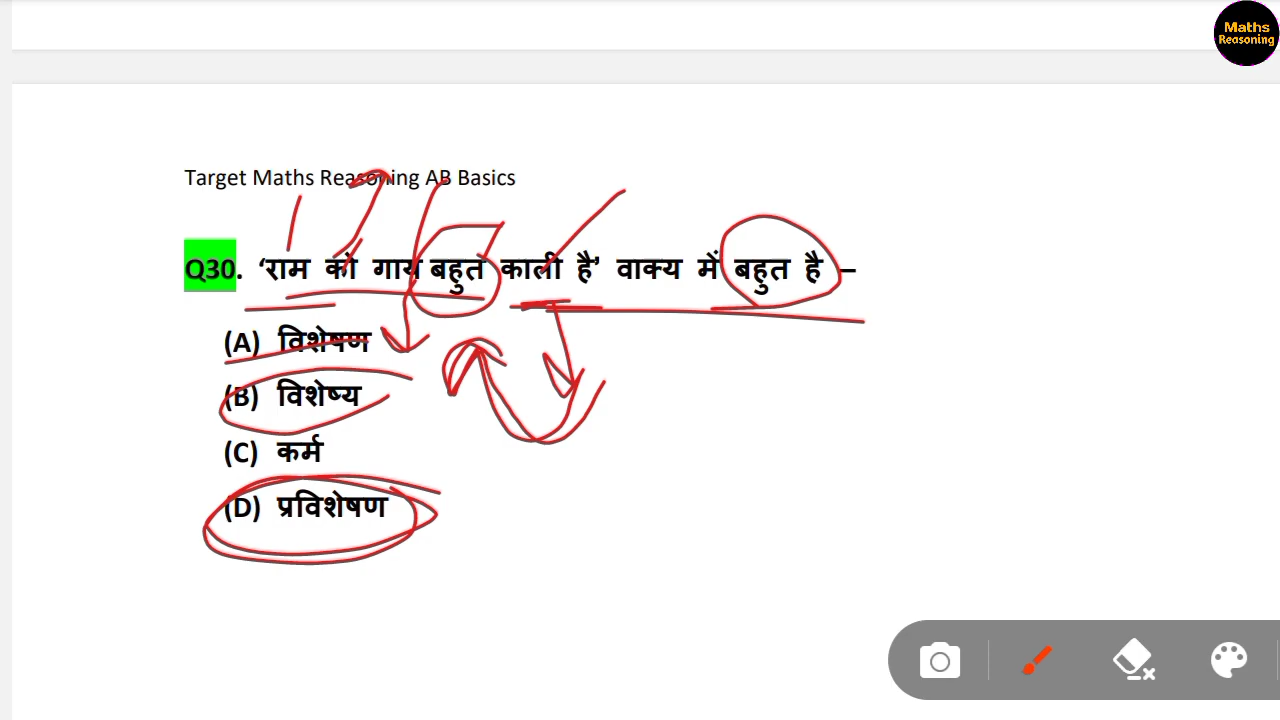 Maths
Reasoning
Target Maths Reasoning AB Basics
Q30. ‘राम को गाय बहुत काली है’ वाक्य में बहुत है –
(A) विशेषण
(B) विशेष्य
(C) कर्म
(D) प्रविशेषण